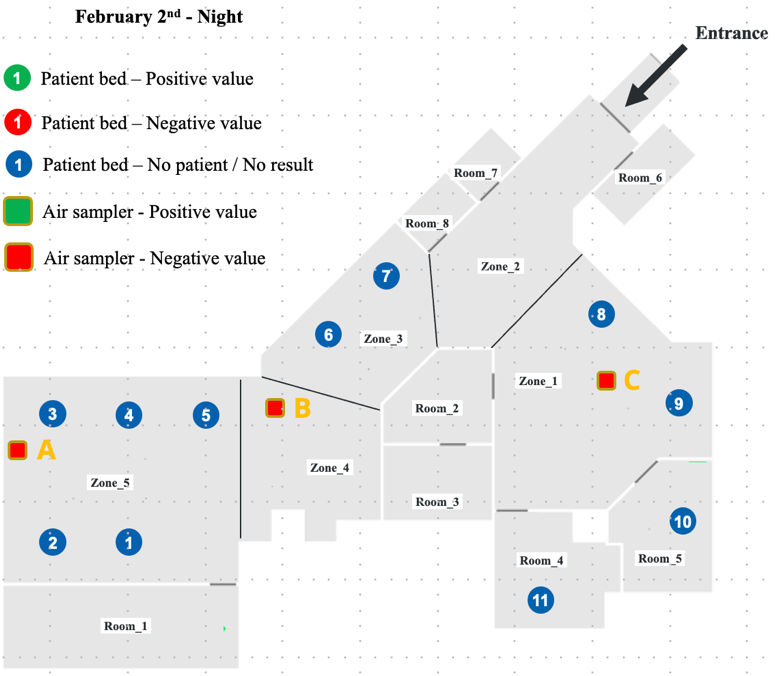 February 2nd - Night
Entrance
1 Patient bed – Positive value
1 Patient bed – Negative value
1 Patient bed – No patient / No result
Air sampler - Positive value
Air sampler - Negative value
Room_7
Room_6
Room_8
Zone_2
7
8
6
Zone_3
Zone_1
C
9
B
Room_2
3
4
5
A
Zone_4
Zone_5
Room_3
10
2
1
Room_4
Room_5
11
Room_1